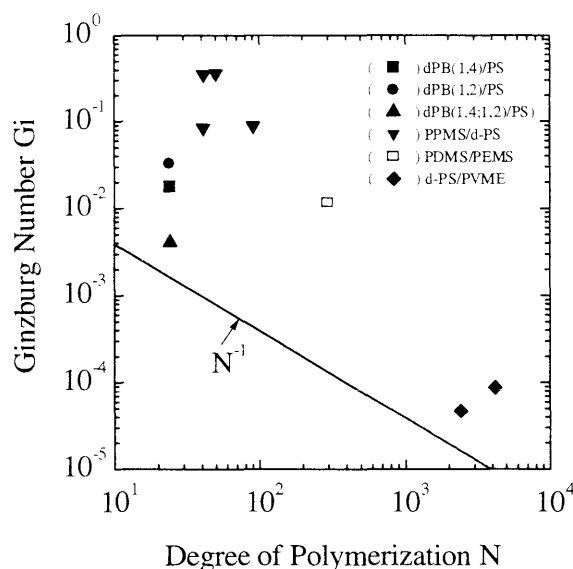 Ginzburg Number Gi
10^0
10^-1
10^-2
10^-3
10^-4
10^-5
( ■ ) dPB(1,4)/PS
( ● ) dPB(1,2)/PS
( ▲ ) dPB(1,4;1,2)/PS)
( ▼ ) PPMS/d-PS
( □ ) PDMS/PEMS
( ◆ ) d-PS/PVME
N^-1
10^1
10^2
10^3
10^4
Degree of Polymerization N